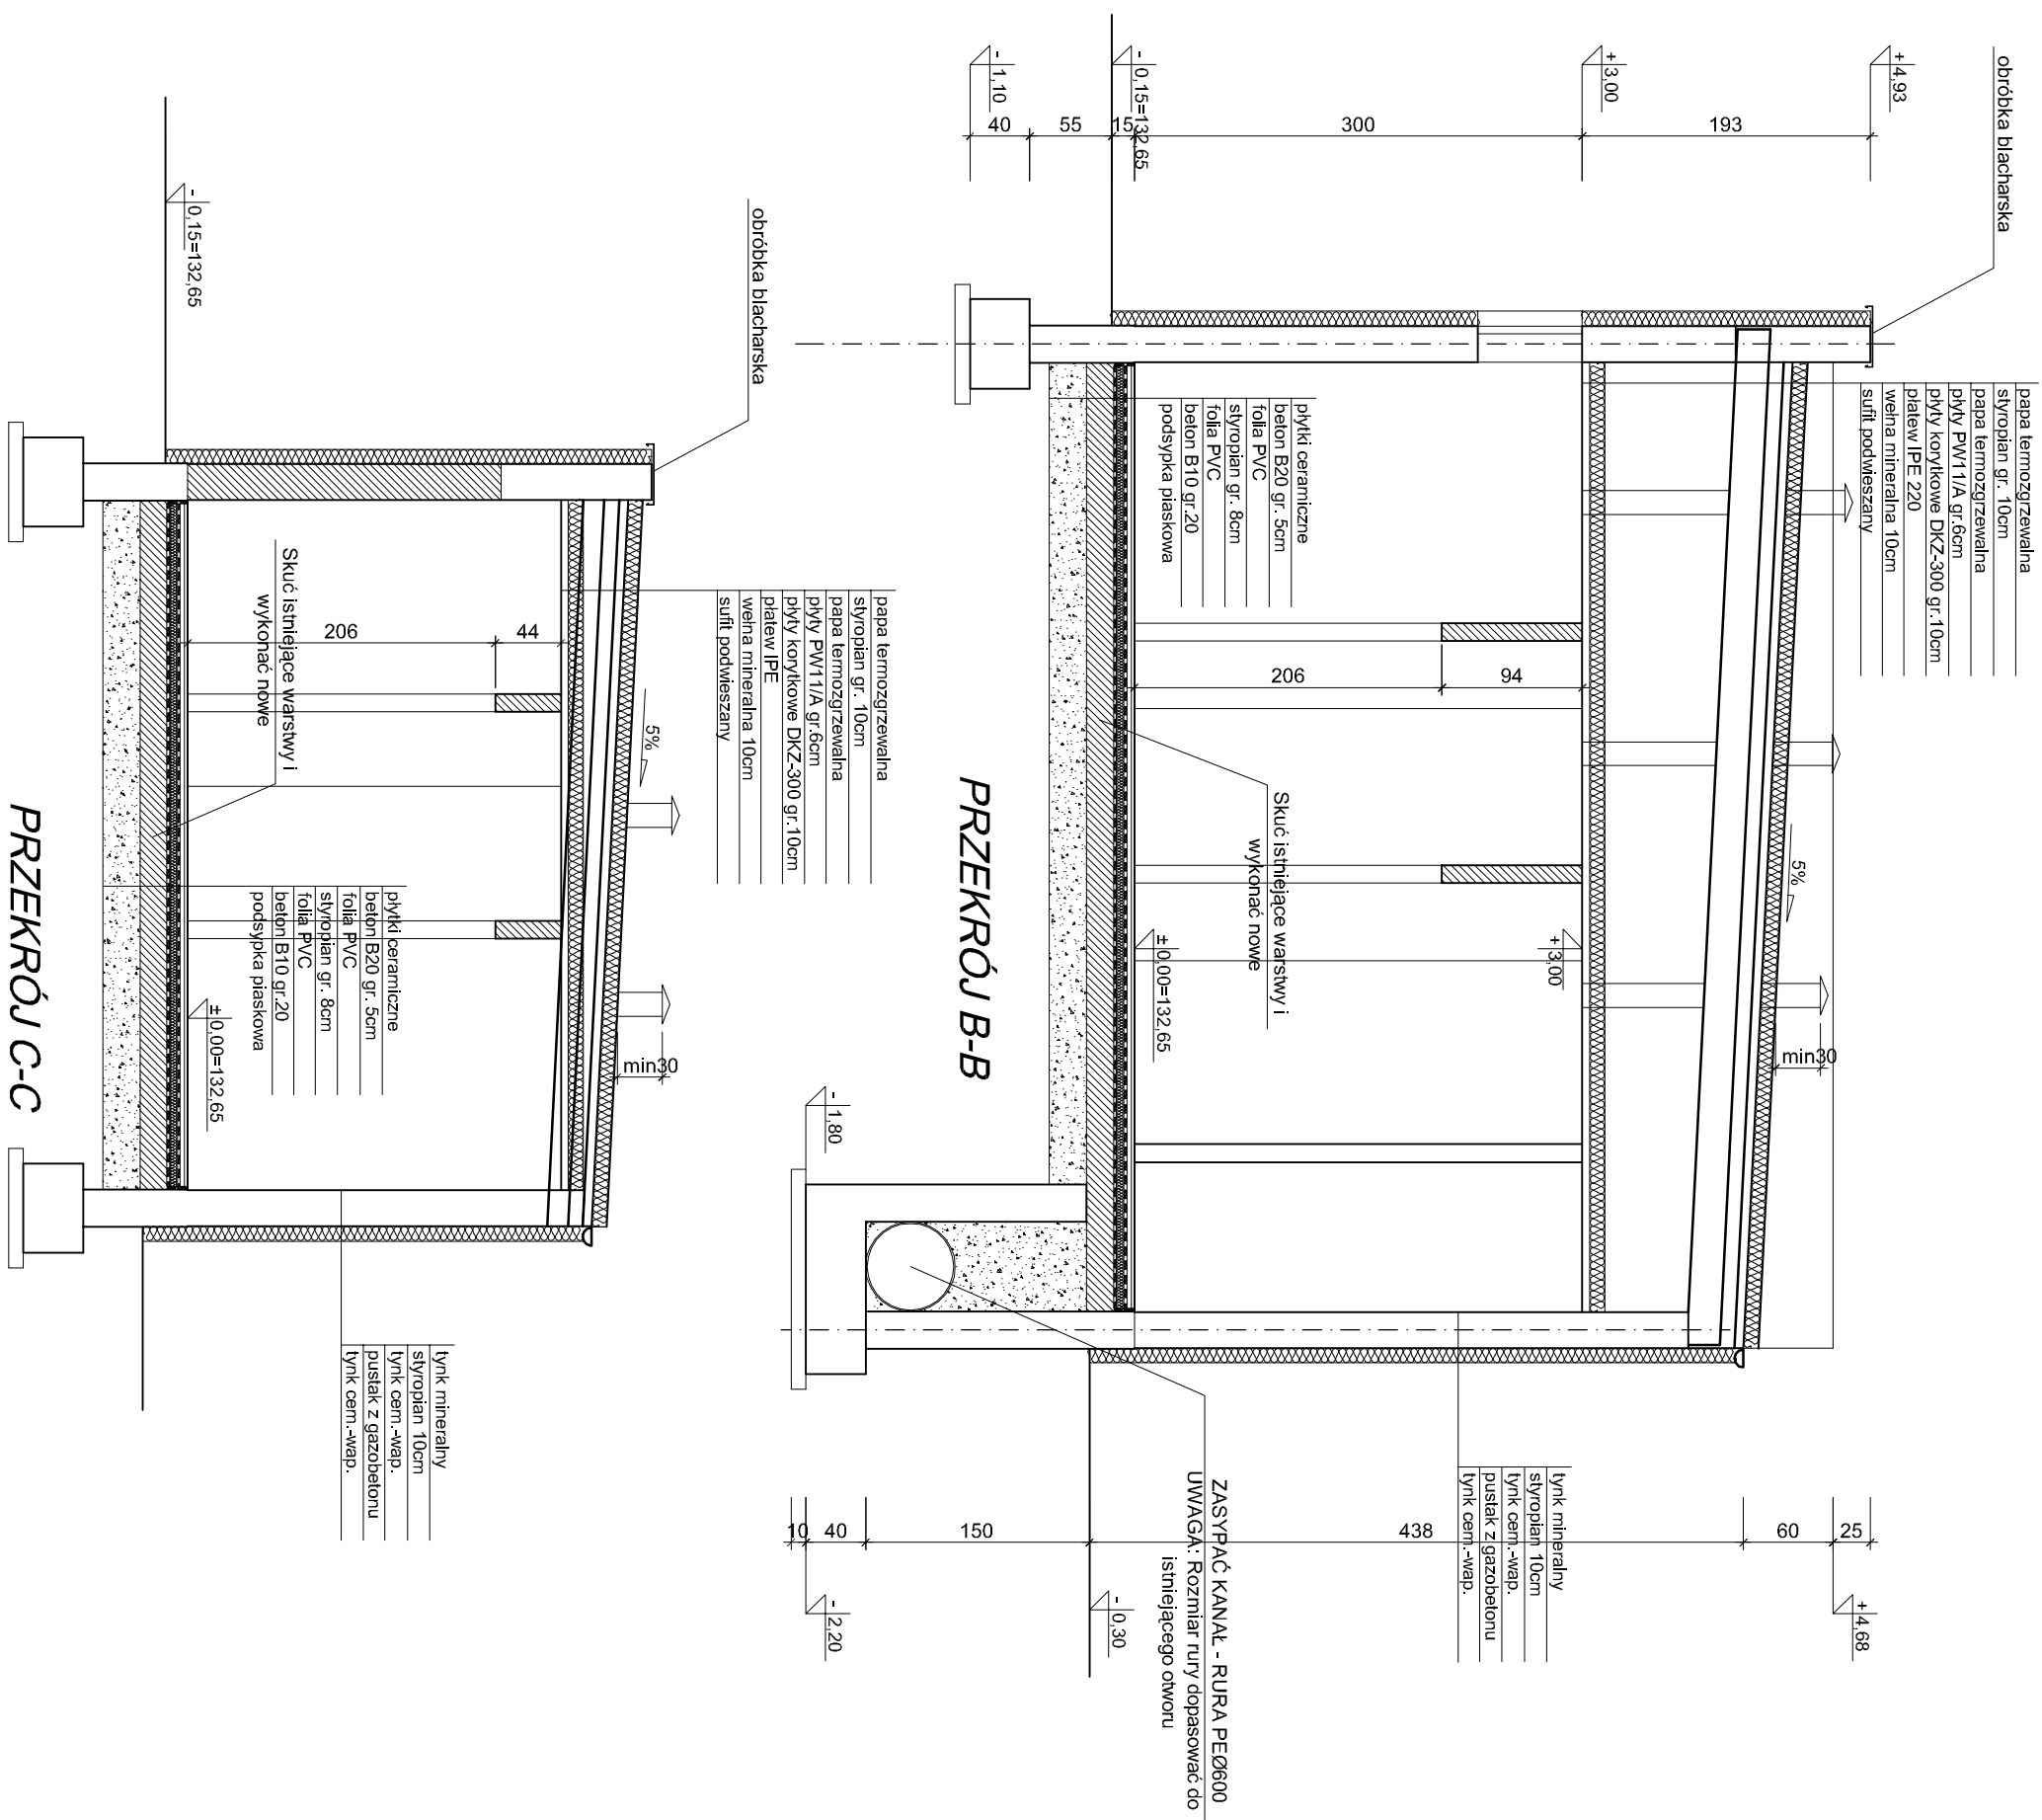 obróbka blacharska
+4,93
+3,00
-0,15=132,65
-1,10
193
300
15
55
40
papa termozgrzewalna
styropian gr. 10cm
papa termozgrzewalna
płyty PW11/A gr.6cm
płyty korytkowe DKZ-300 gr.10cm
płatew IPE 220
wełna mineralna 10cm
sufit podwieszany
płytki ceramiczne
beton B20 gr. 5cm
folia PVC
styropian gr. 8cm
folia PVC
beton B10 gr.20
podsypka piaskowa
94
206
Skuć istniejące warstwy i
wykonać nowe
5%
+3,00
±0,00=132,65
min30
-1,80
tynk mineralny
styropian 10cm
tynk cem.-wap.
pustak z gazobetonu
tynk cem.-wap.
ZASYPAĆ KANAŁ - RURA PEØ600
UWAGA: Rozmiar rury dopasować do
istniejącego otworu
25
60
438
150
40
10
+4,68
-0,30
-2,20
PRZEKRÓJ B-B
obróbka blacharska
-0,15=132,65
papa termozgrzewalna
styropian gr. 10cm
papa termozgrzewalna
płyty PW11/A gr.6cm
płyty korytkowe DKZ-300 gr.10cm
płatew IPE
wełna mineralna 10cm
sufit podwieszany
Skuć istniejące warstwy i
wykonać nowe
44
206
5%
płytki ceramiczne
beton B20 gr. 5cm
folia PVC
styropian gr. 8cm
folia PVC
beton B10 gr.20
podsypka piaskowa
±0,00=132,65
min30
tynk mineralny
styropian 10cm
tynk cem.-wap.
pustak z gazobetonu
tynk cem.-wap.
PRZEKRÓJ C-C